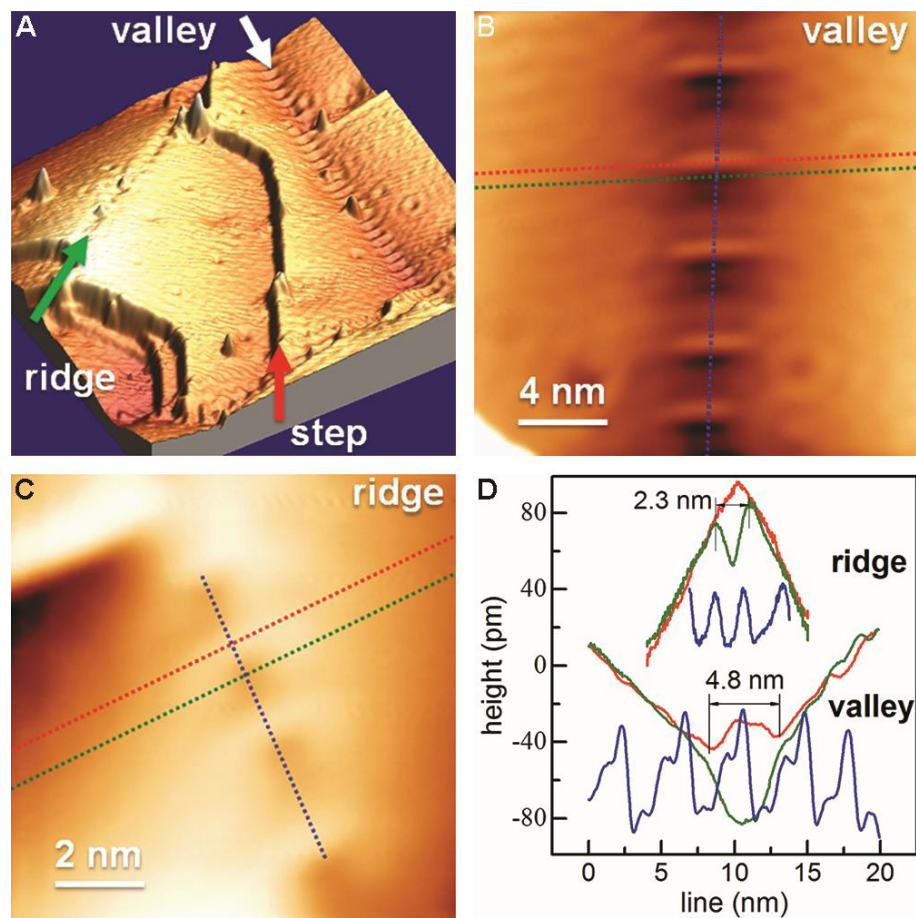 A
valley
ridge
step
B
valley
4 nm
C
ridge
2 nm
D
2.3 nm
ridge
4.8 nm
valley
height (pm)
80
40
0
-40
-80
0 5 10 15 20
line (nm)